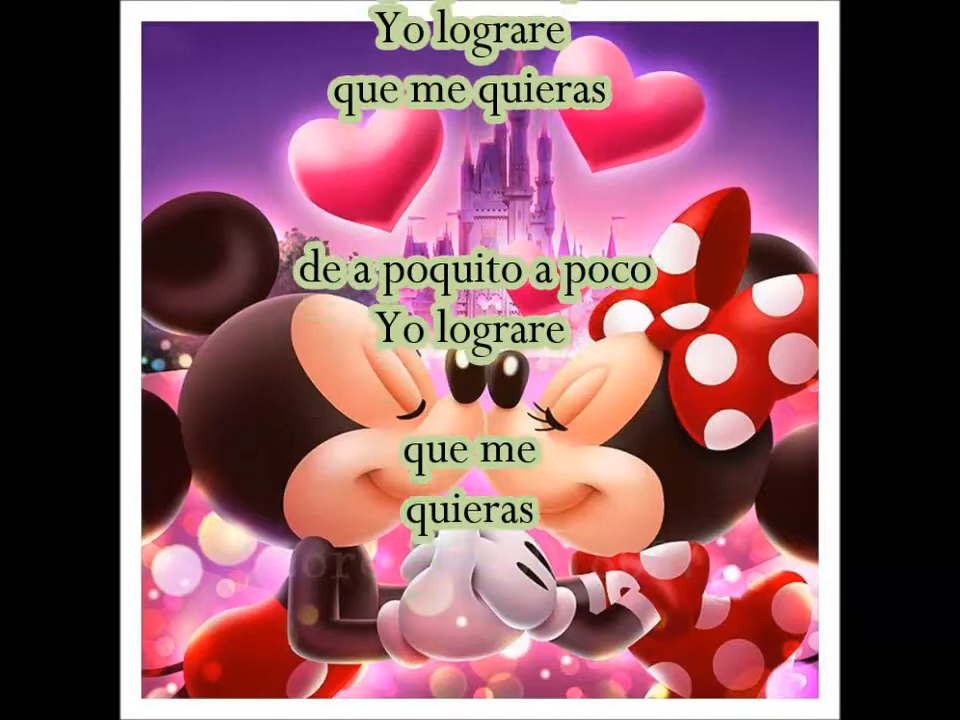 Yo lograre
que me quieras
de a poquito a poco
Yo lograre
que me
quieras